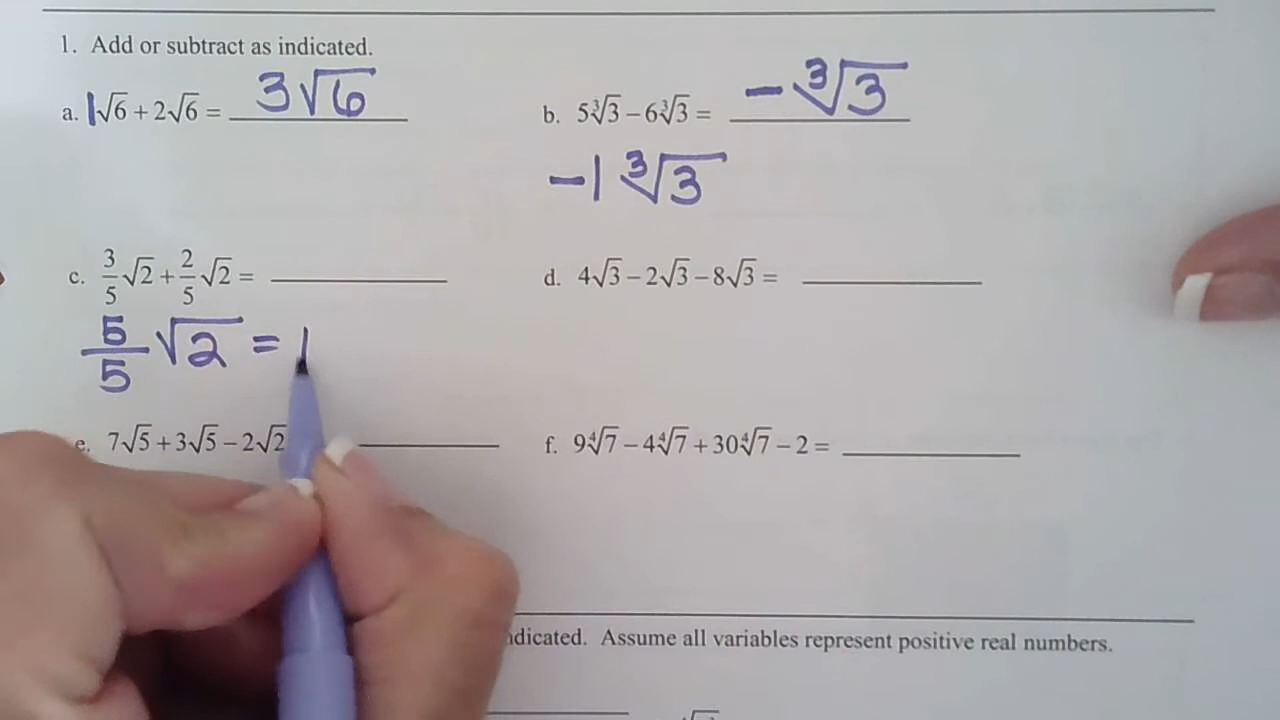 1. Add or subtract as indicated.
a. 1√6 + 2√6 = 3√6
b. 5∛3 − 6∛3 = −∛3
−1∛3
c. 3/5√2 + 2/5√2 =
5/5 √2 = 1
d. 4√3 − 2√3 − 8√3 =
e. 7√5 + 3√5 − 2√2
f. 9∜7 − 4∜7 + 30∜7 − 2 =
indicated. Assume all variables represent positive real numbers.